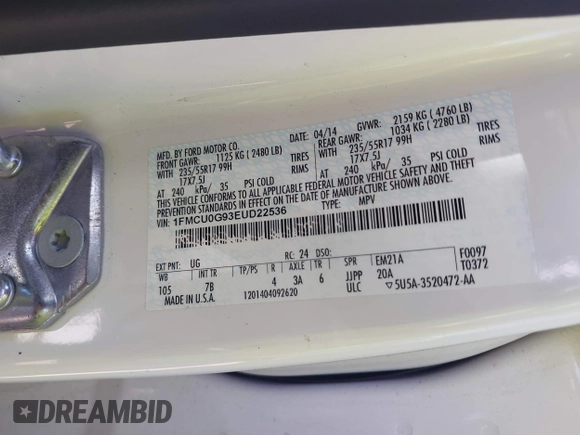 MFD. BY FORD MOTOR CO.
DATE: 04/14 GVWR: 2159 KG ( 4760 LB)
FRONT GAWR: 1125 KG ( 2480 LB) REAR GAWR: 1034 KG ( 2280 LB)
WITH 235/55R17 99H TIRES WITH 235/55R17 99H TIRES
17X7.5J 17X7.5J
AT 240 kPa/ 35 PSI COLD AT 240 kPa/ 35 PSI COLD
THIS VEHICLE CONFORMS TO ALL APPLICABLE FEDERAL MOTOR VEHICLE SAFETY AND THEFT PREVENTION
STANDARDS IN EFFECT ON THE DATE OF MANUFACTURE SHOWN ABOVE.
VIN: 1FMCU0G93EUD22536 TYPE: MPV
EXT PNT: UG RC: 24 DSO:
WB INT TR TP/PS R AXLE TR SPR EM21A F0097
105 7B 4 3A 6 JJPP 20A T0372
MADE IN U.S.A. 1201404092620 ULC ▽5U5A-3520472-AA
DREAMBID